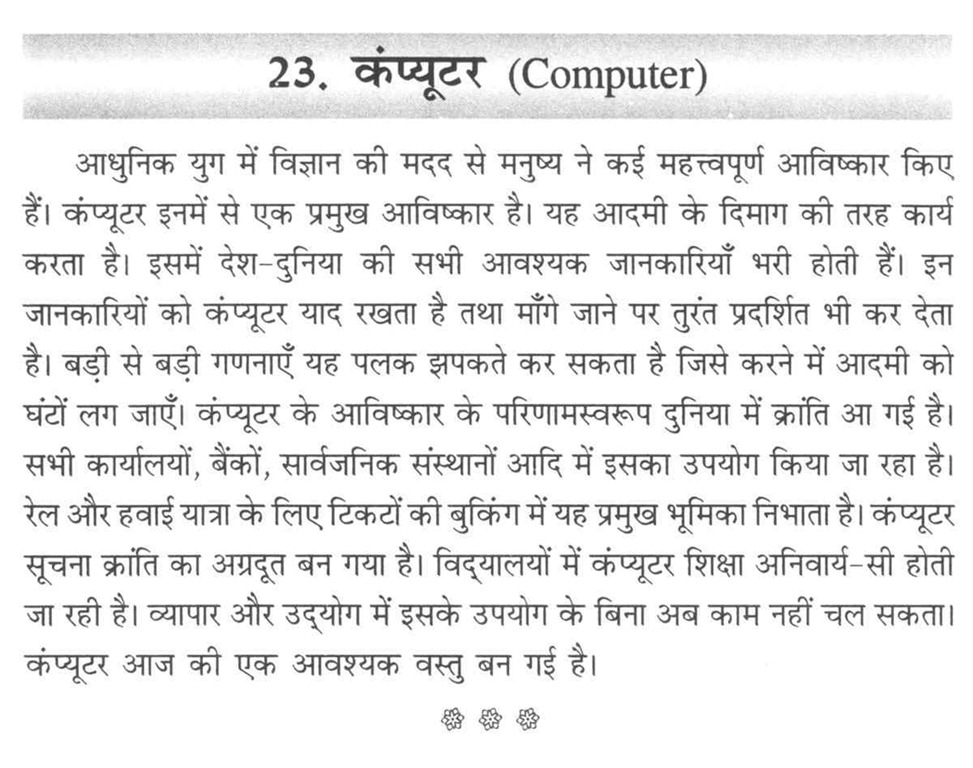 23. कंप्यूटर (Computer)
आधुनिक युग में विज्ञान की मदद से मनुष्य ने कई महत्त्वपूर्ण आविष्कार किए
हैं। कंप्यूटर इनमें से एक प्रमुख आविष्कार है। यह आदमी के दिमाग की तरह कार्य
करता है। इसमें देश-दुनिया की सभी आवश्यक जानकारियाँ भरी होती हैं। इन
जानकारियों को कंप्यूटर याद रखता है तथा माँगे जाने पर तुरंत प्रदर्शित भी कर देता
है। बड़ी से बड़ी गणनाएँ यह पलक झपकते कर सकता है जिसे करने में आदमी को
घंटों लग जाएँ। कंप्यूटर के आविष्कार के परिणामस्वरूप दुनिया में क्रांति आ गई है।
सभी कार्यालयों, बैंकों, सार्वजनिक संस्थानों आदि में इसका उपयोग किया जा रहा है।
रेल और हवाई यात्रा के लिए टिकटों की बुकिंग में यह प्रमुख भूमिका निभाता है। कंप्यूटर
सूचना क्रांति का अग्रदूत बन गया है। विद्‌यालयों में कंप्यूटर शिक्षा अनिवार्य-सी होती
जा रही है। व्यापार और उद्‌योग में इसके उपयोग के बिना अब काम नहीं चल सकता।
कंप्यूटर आज की एक आवश्यक वस्तु बन गई है।